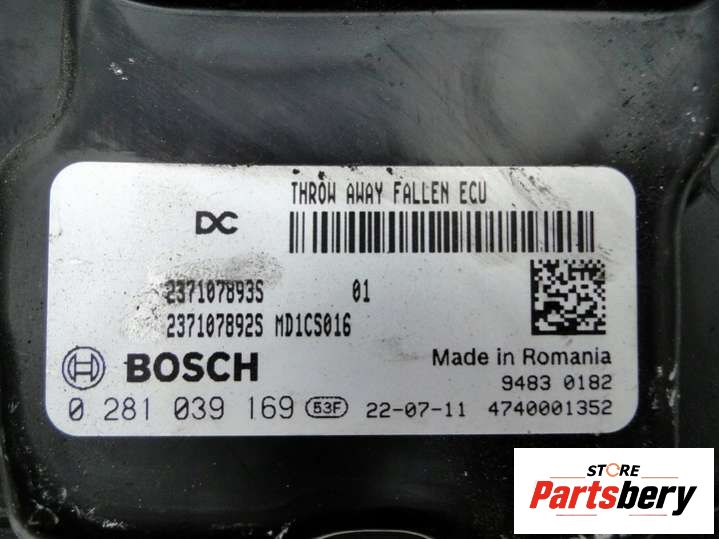 THROW AWAY FALLEN ECU
DC
237107893S 01
237107892S MD1CS016
BOSCH
Made in Romania
9483 0182
0 281 039 169 53F 22-07-11 4740001352
STORE
Partsbery